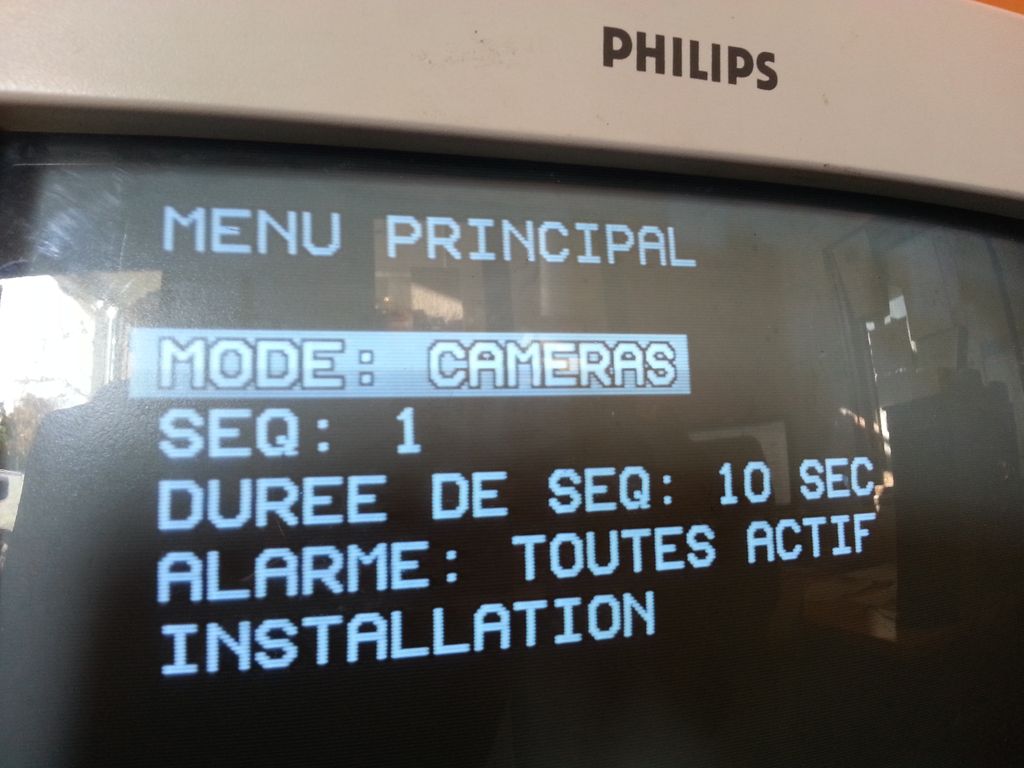 PHILIPS
MENU PRINCIPAL
MODE: CAMERAS
SEQ: 1
DUREE DE SEQ: 10 SEC
ALARME: TOUTES ACTIF
INSTALLATION